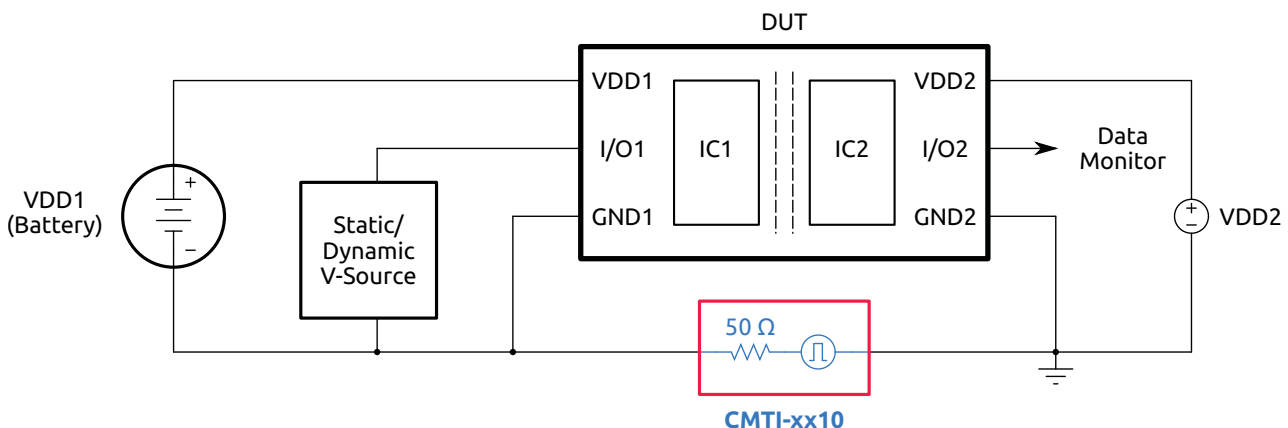 DUT
VDD1
VDD2
I/O1
IC1
IC2
I/O2
Data
Monitor
GND1
GND2
VDD1
(Battery)
+
−
Static/
Dynamic
V-Source
+
−
VDD2
50 Ω
CMTI-xx10